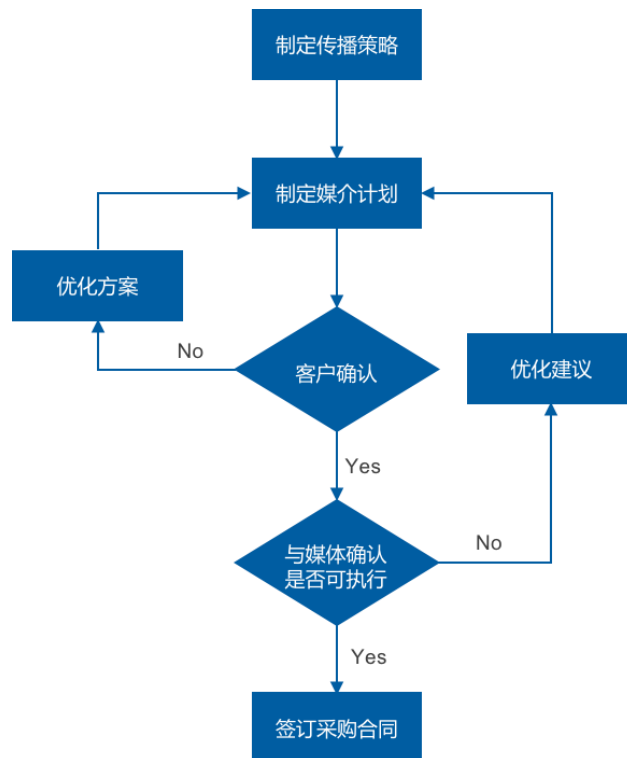 制定传播策略
制定媒介计划
优化方案
No
客户确认
优化建议
Yes
与媒体确认
是否可执行
No
Yes
签订采购合同